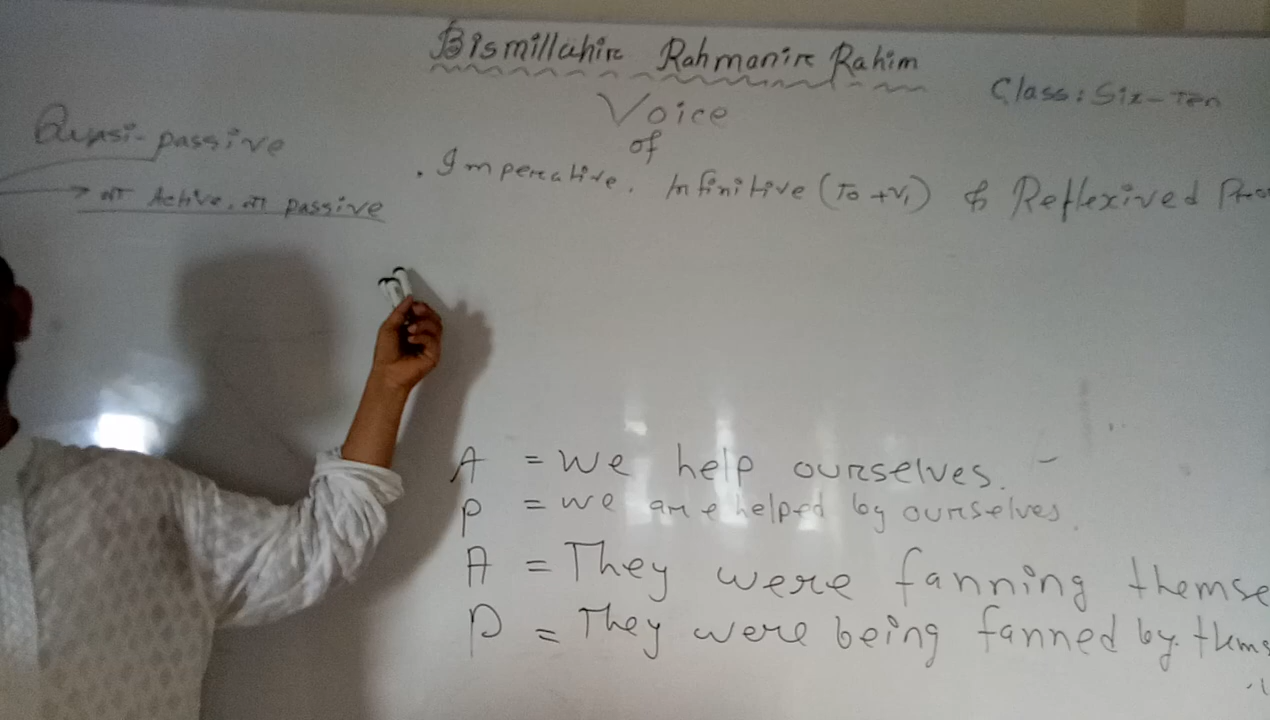 Bismillahir Rahmanir Rahim
Class: Six-Ten
Voice
of
. Imperative. Infinitive (To +V₁) & Reflexived
Quasi-passive
→ না Active, না passive
A = We help ourselves.
P = we are helped by ourselves.
A = They were fanning themse
P = They were being fanned by thems